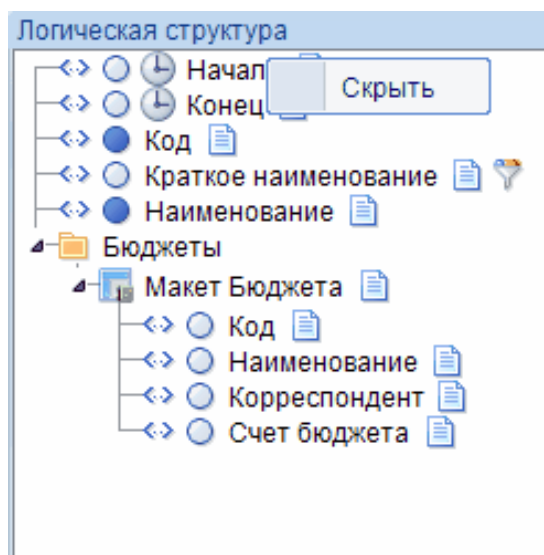 Логическая структура
Начал
Скрыть
Конец
Код
Краткое наименование
Наименование
Бюджеты
Макет Бюджета
Код
Наименование
Корреспондент
Счет бюджета